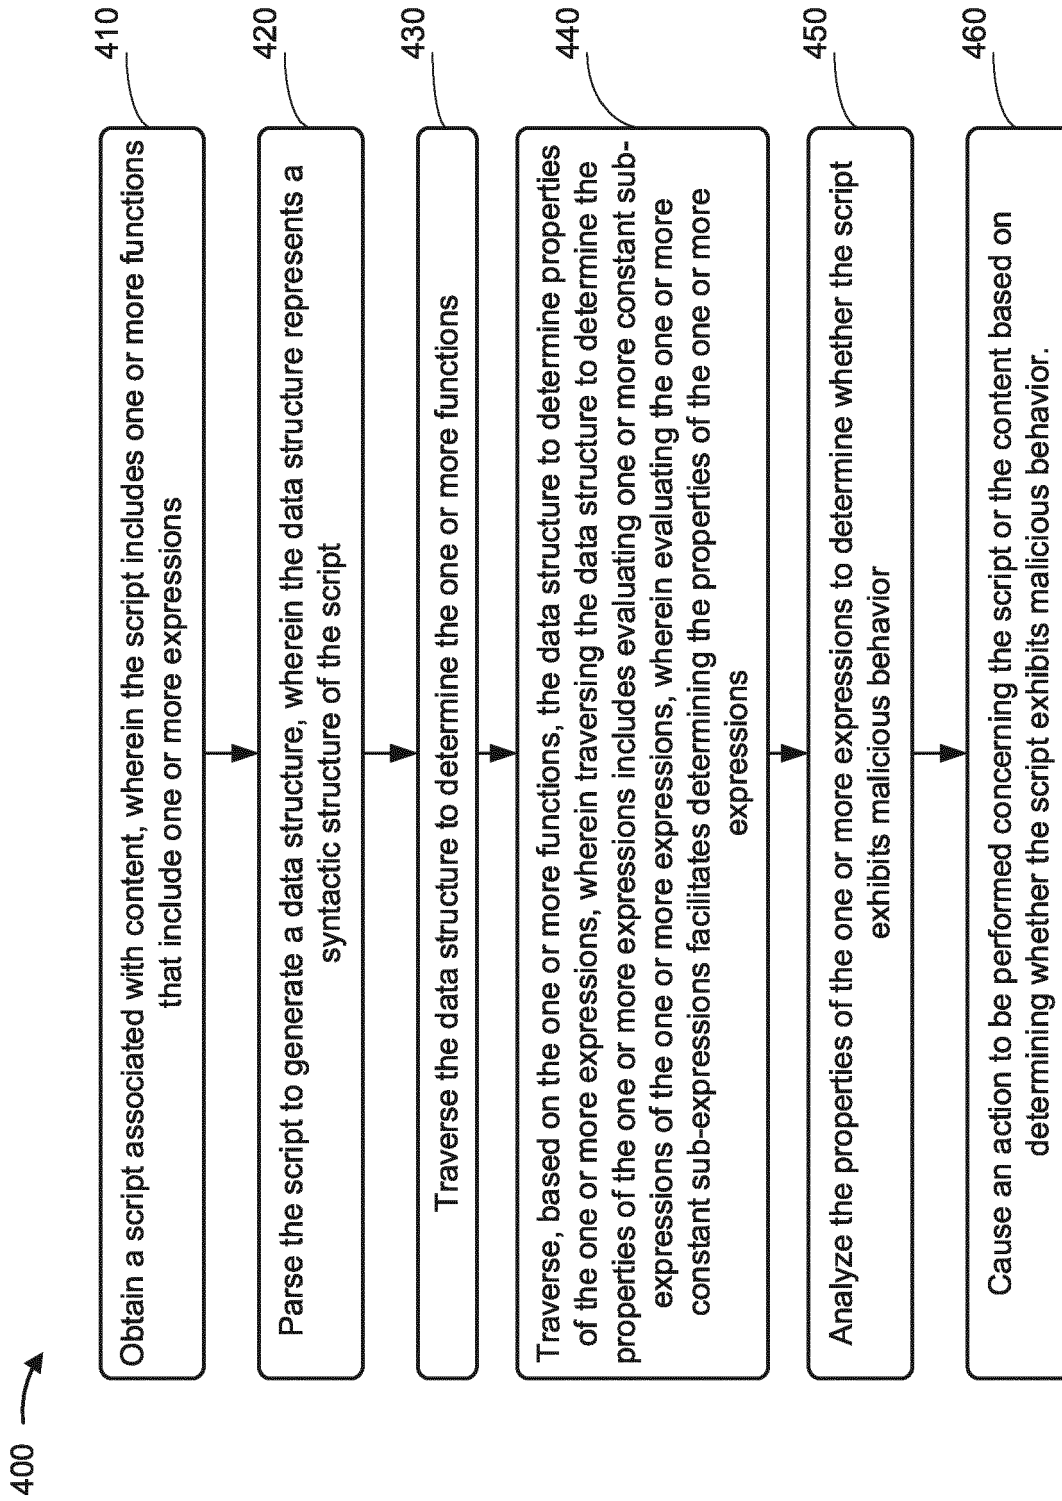 400
410
Obtain a script associated with content, wherein the script includes one or more functions
that include one or more expressions
420
Parse the script to generate a data structure, wherein the data structure represents a
syntactic structure of the script
430
Traverse the data structure to determine the one or more functions
440
Traverse, based on the one or more functions, the data structure to determine properties
of the one or more expressions, wherein traversing the data structure to determine the
properties of the one or more expressions includes evaluating one or more constant sub-
expressions of the one or more expressions, wherein evaluating the one or more
constant sub-expressions facilitates determining the properties of the one or more
expressions
450
Analyze the properties of the one or more expressions to determine whether the script
exhibits malicious behavior
460
Cause an action to be performed concerning the script or the content based on
determining whether the script exhibits malicious behavior.